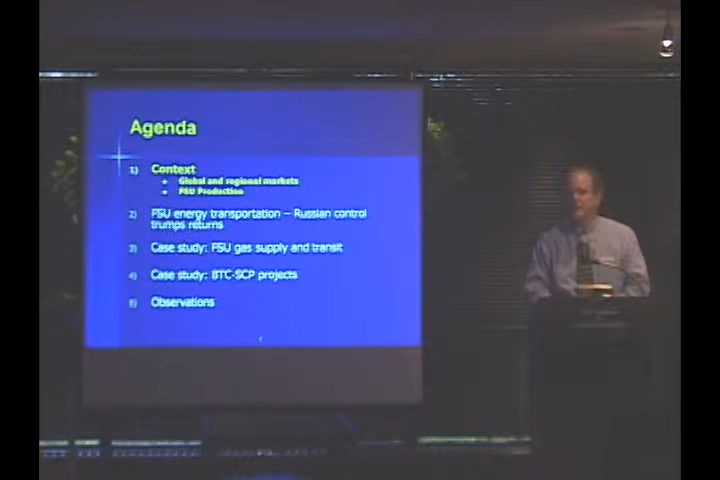 Agenda
1) Context
+ Global and regional markets
+ FSU Production
2) FSU energy transportation – Russian control
trumps returns
3) Case study: FSU gas supply and transit
4) Case study: BTC-SCP projects
5) Observations